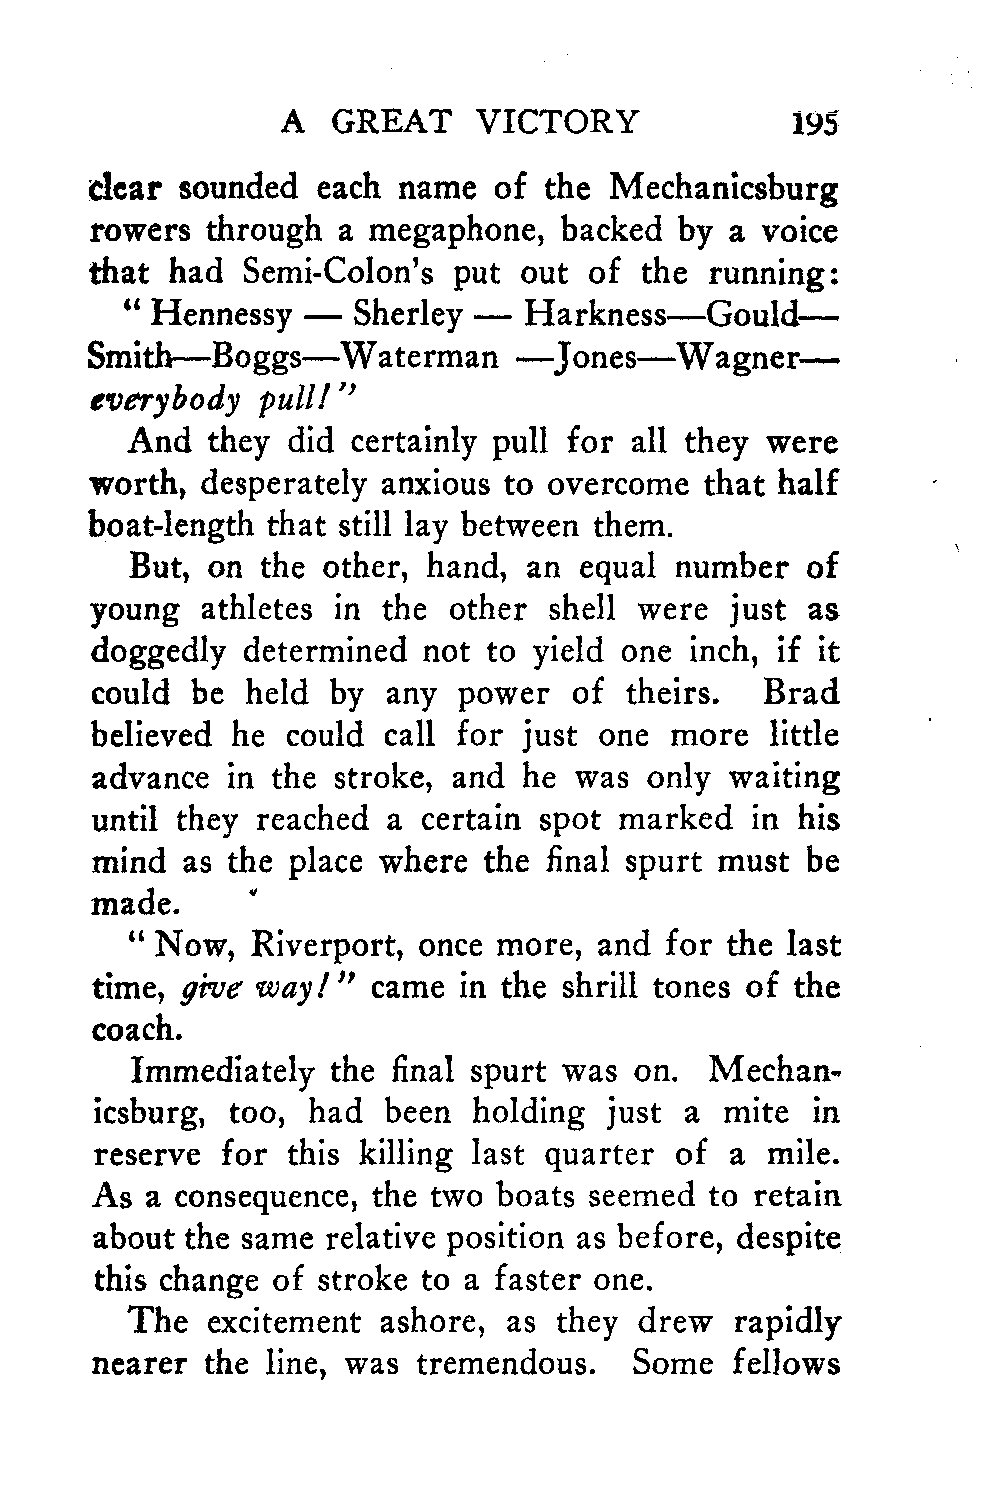 A GREAT VICTORY 195
clear sounded each name of the Mechanicsburg
rowers through a megaphone, backed by a voice
that had Semi-Colon's put out of the running:
“ Hennessy — Sherley — Harkness—Gould—
Smith—Boggs—Waterman —Jones—Wagner—
everybody pull!”
And they did certainly pull for all they were
worth, desperately anxious to overcome that half
boat-length that still lay between them.
But, on the other, hand, an equal number of
young athletes in the other shell were just as
doggedly determined not to yield one inch, if it
could be held by any power of theirs. Brad
believed he could call for just one more little
advance in the stroke, and he was only waiting
until they reached a certain spot marked in his
mind as the place where the final spurt must be
made.
“ Now, Riverport, once more, and for the last
time, give way!” came in the shrill tones of the
coach.
Immediately the final spurt was on. Mechan-
icsburg, too, had been holding just a mite in
reserve for this killing last quarter of a mile.
As a consequence, the two boats seemed to retain
about the same relative position as before, despite
this change of stroke to a faster one.
The excitement ashore, as they drew rapidly
nearer the line, was tremendous. Some fellows